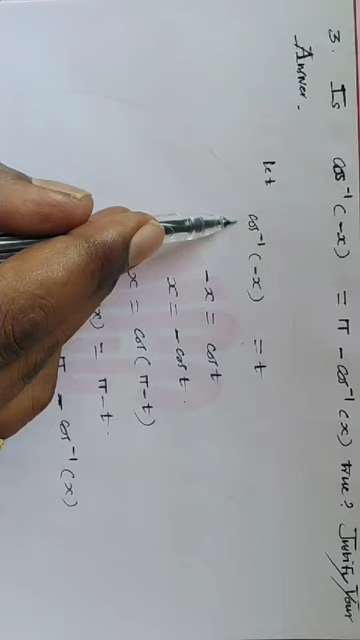 3. Is cos⁻¹(-x) = π - cos⁻¹(x) true? Justify Your
Answer.
Let cos⁻¹(-x) = t
-x = cos t
x = - cos t.
x = cos(π-t)
x) = π-t.
π - cos⁻¹(x)